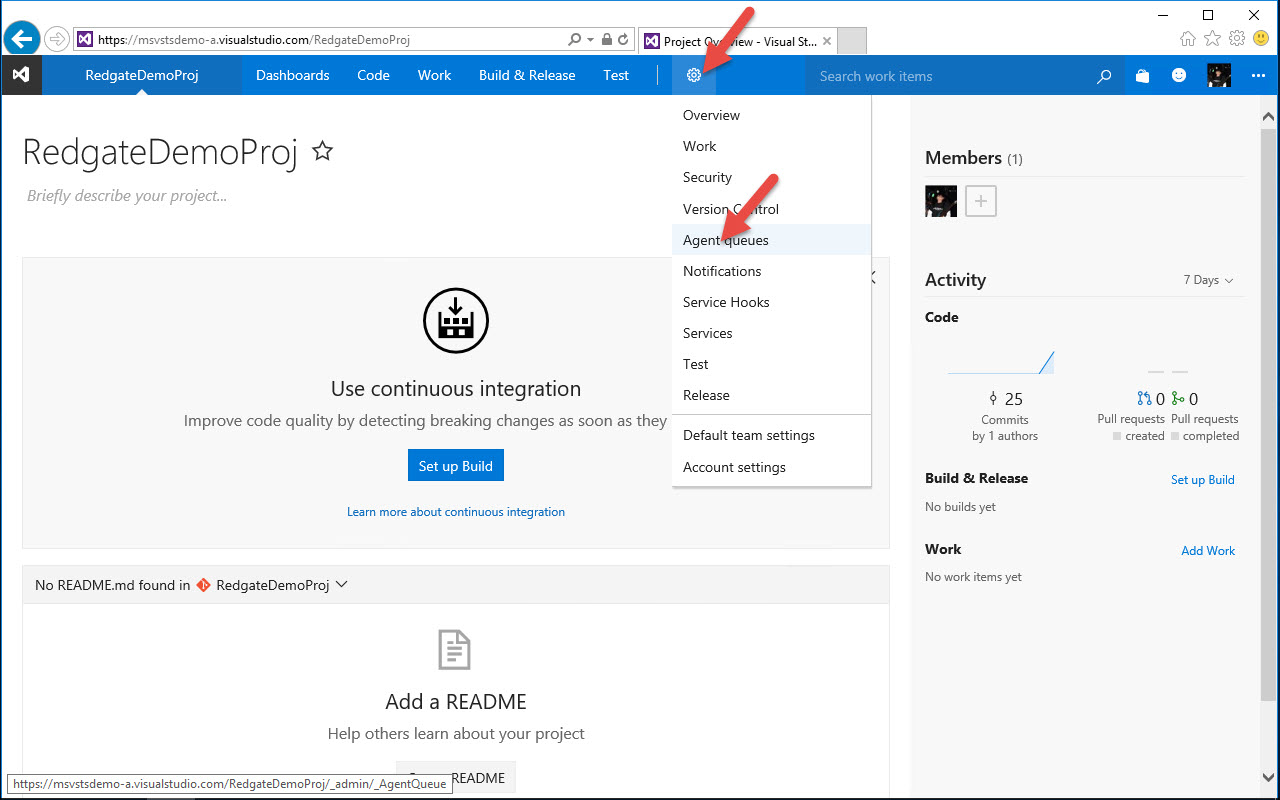 https://msvstsdemo-a.visualstudio.com/RedgateDemoProj
Project Overview - Visual St...
RedgateDemoProj
Dashboards
Code
Work
Build & Release
Test
Search work items
Overview
Work
Security
Version Control
Agent queues
Notifications
Service Hooks
Services
Test
Release
Default team settings
Account settings
RedgateDemoProj
Briefly describe your project...
Use continuous integration
Improve code quality by detecting breaking changes as soon as they
Set up Build
Learn more about continuous integration
No README.md found in RedgateDemoProj
Add a README
Help others learn about your project
README
https://msvstsdemo-a.visualstudio.com/RedgateDemoProj/_admin/_AgentQueue
Members (1)
Activity
7 Days
Code
25
Commits
by 1 authors
0
Pull requests
created
0
Pull requests
completed
Build & Release
Set up Build
No builds yet
Work
Add Work
No work items yet